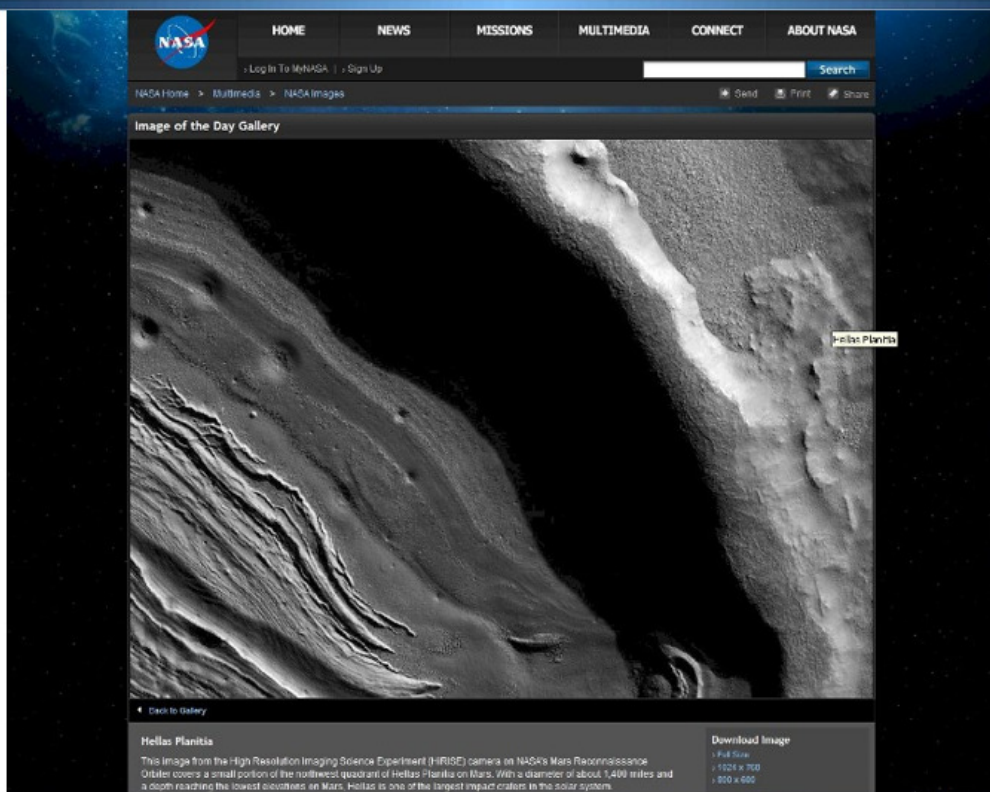 NASA
HOME NEWS MISSIONS MULTIMEDIA CONNECT ABOUT NASA
› Log In To MyNASA | › Sign Up
Search
NASA Home > Multimedia > NASA Images
Send Print Share
Image of the Day Gallery
Hellas Planitia
Back to Gallery
Hellas Planitia
Download Image
This image from the High Resolution Imaging Science Experiment (HiRISE) camera on NASA's Mars Reconnaissance
› Full Size
Orbiter covers a small portion of the northwest quadrant of Hellas Planitia on Mars. With a diameter of about 1,400 miles and
› 1024 x 768
a depth reaching the lowest elevations on Mars, Hellas is one of the largest impact craters in the solar system.
› 800 x 600